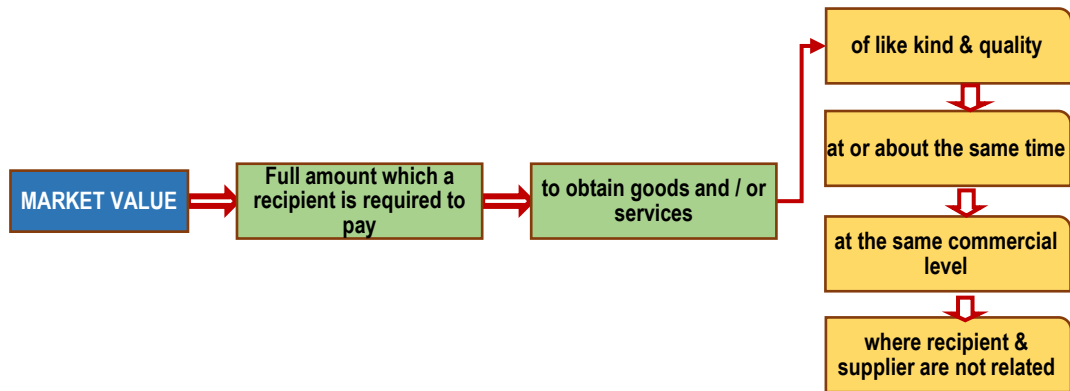 MARKET VALUE
Full amount which a
recipient is required to
pay
to obtain goods and / or
services
of like kind & quality
at or about the same time
at the same commercial
level
where recipient &
supplier are not related